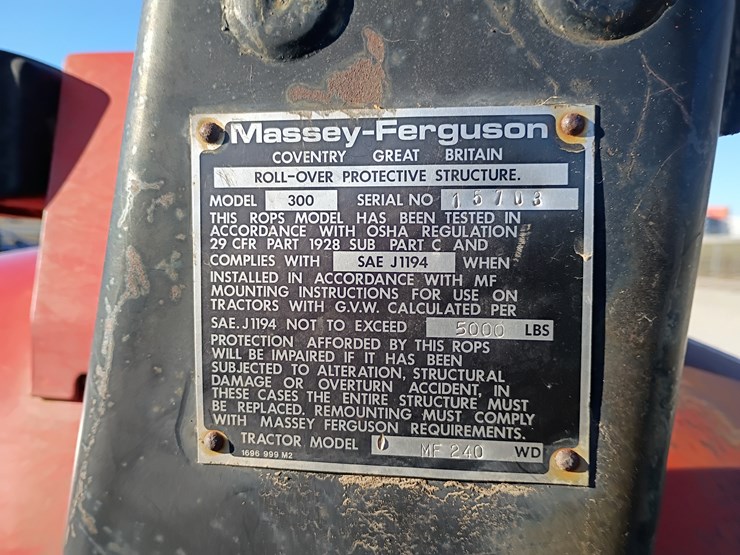 Massey-Ferguson
COVENTRY GREAT BRITAIN
ROLL-OVER PROTECTIVE STRUCTURE.
MODEL 300 SERIAL NO 15703
THIS ROPS MODEL HAS BEEN TESTED IN
ACCORDANCE WITH OSHA REGULATION
29 CFR PART 1928 SUB PART C AND
COMPLIES WITH SAE J1194 WHEN
INSTALLED IN ACCORDANCE WITH MF
MOUNTING INSTRUCTIONS FOR USE ON
TRACTORS WITH G.V.W. CALCULATED PER
SAE. J1194 NOT TO EXCEED 5000 LBS
PROTECTION AFFORDED BY THIS ROPS
WILL BE IMPAIRED IF IT HAS BEEN
SUBJECTED TO ALTERATION, STRUCTURAL
DAMAGE OR OVERTURN ACCIDENT, IN
THESE CASES THE ENTIRE STRUCTURE MUST
BE REPLACED. REMOUNTING MUST COMPLY
WITH MASSEY FERGUSON REQUIREMENTS.
TRACTOR MODEL MF 240 WD
1696 999 M2